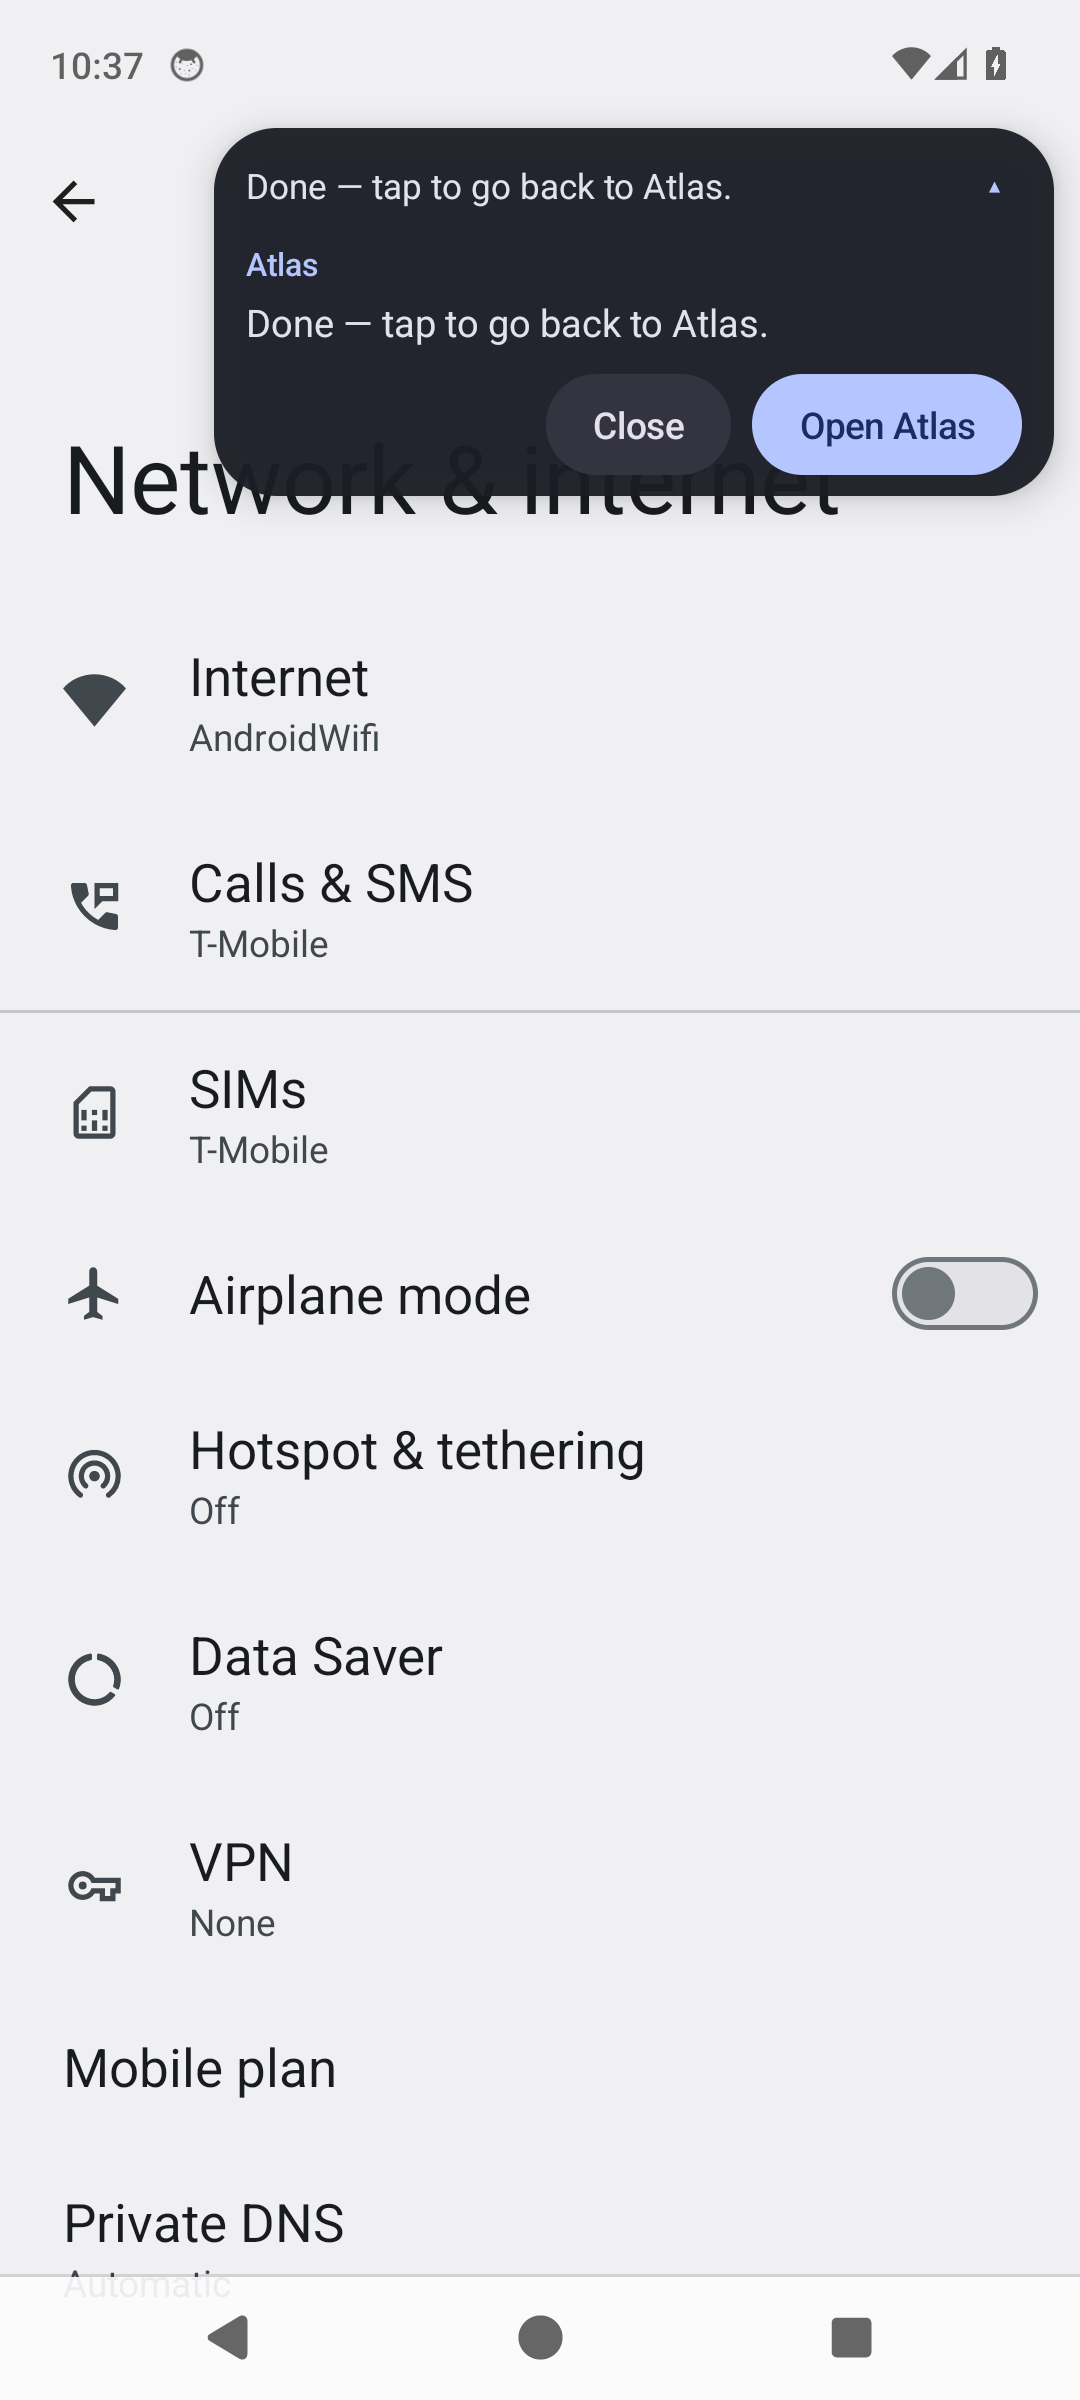 10:37
Done — tap to go back to Atlas.
Atlas
Done — tap to go back to Atlas.
Close
Open Atlas
Network & internet
Internet
AndroidWifi
Calls & SMS
T-Mobile
SIMs
T-Mobile
Airplane mode
Hotspot & tethering
Off
Data Saver
Off
VPN
None
Mobile plan
Private DNS
Automatic